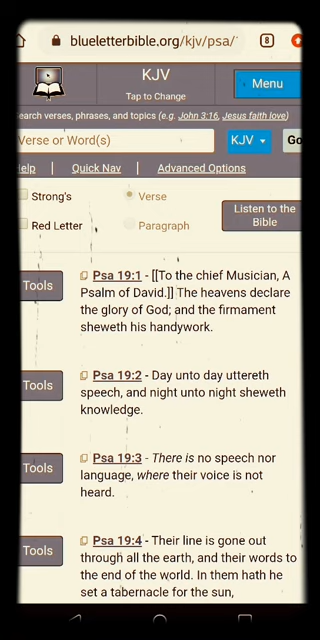 blueletterbible.org/kjv/psa/
8
KJV
Tap to Change
Menu
Search verses, phrases, and topics (e.g. John 3:16, Jesus faith love)
Verse or Word(s)
KJV
Go
Help | Quick Nav | Advanced Options
Strong's
Verse
Red Letter
Paragraph
Listen to the
Bible
Tools
Psa 19:1 - [[To the chief Musician, A
Psalm of David.]] The heavens declare
the glory of God; and the firmament
sheweth his handywork.
Tools
Psa 19:2 - Day unto day uttereth
speech, and night unto night sheweth
knowledge.
Tools
Psa 19:3 - There is no speech nor
language, where their voice is not
heard.
Tools
Psa 19:4 - Their line is gone out
through all the earth, and their words to
the end of the world. In them hath he
set a tabernacle for the sun,